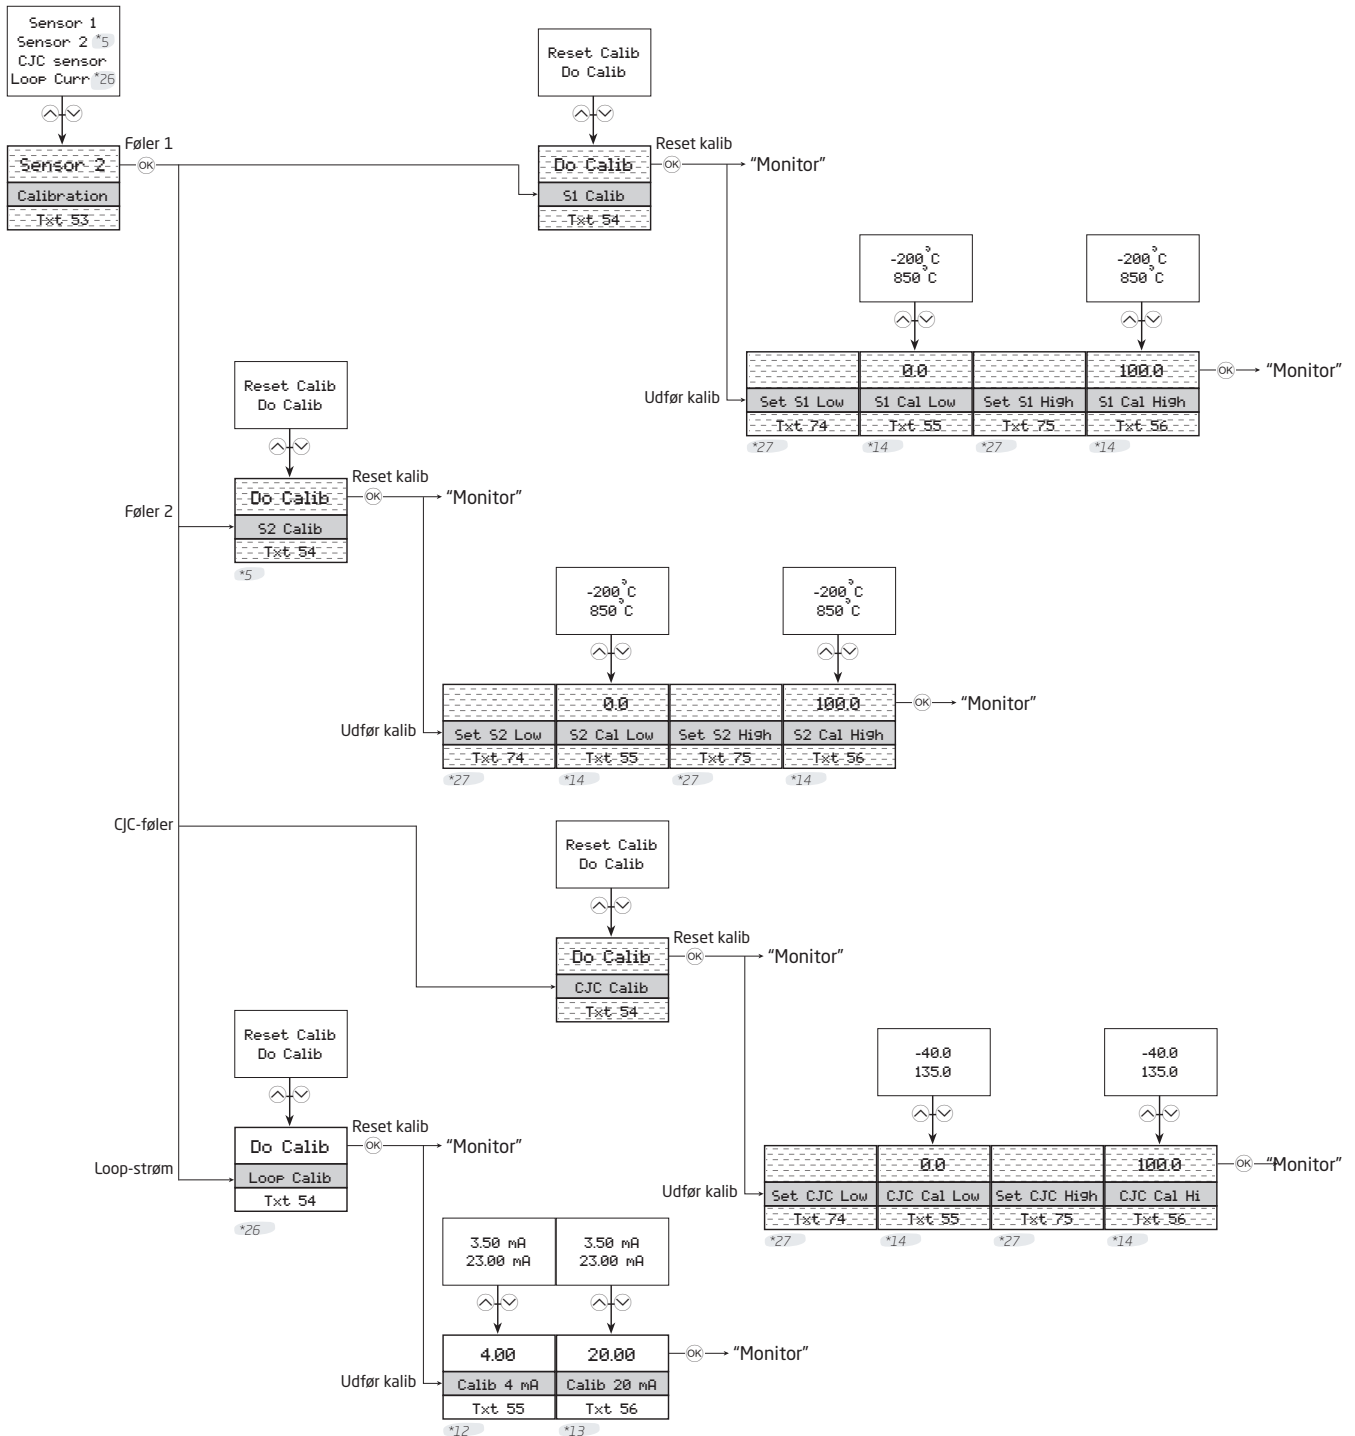 Sensor 1
Sensor 2 *5
CJC sensor
Loop Curr *26
Reset Calib
Do Calib
Føler 1
OK
Sensor 2
Calibration
Txt 53
Reset kalib
Do Calib
OK
"Monitor"
S1 Calib
Txt 54
-200°C
850°C
-200°C
850°C
0.0
100.0
OK
"Monitor"
Udfør kalib
Set S1 Low
S1 Cal Low
Set S1 High
S1 Cal High
Txt 74
Txt 55
Txt 75
Txt 56
*27
*14
*27
*14
Reset Calib
Do Calib
Reset kalib
Do Calib
OK
"Monitor"
Føler 2
S2 Calib
Txt 54
*5
-200°C
850°C
-200°C
850°C
0.0
100.0
OK
"Monitor"
Udfør kalib
Set S2 Low
S2 Cal Low
Set S2 High
S2 Cal High
Txt 74
Txt 55
Txt 75
Txt 56
*27
*14
*27
*14
CJC-føler
Reset Calib
Do Calib
Reset kalib
Do Calib
OK
"Monitor"
CJC Calib
Txt 54
-40.0
135.0
-40.0
135.0
0.0
100.0
OK
"Monitor"
Udfør kalib
Set CJC Low
CJC Cal Low
Set CJC High
CJC Cal Hi
Txt 74
Txt 55
Txt 75
Txt 56
*27
*14
*27
*14
Reset Calib
Do Calib
Reset kalib
Do Calib
OK
"Monitor"
Loop-strøm
Loop Calib
Txt 54
*26
3.50 mA
23.00 mA
3.50 mA
23.00 mA
4.00
20.00
OK
"Monitor"
Udfør kalib
Calib 4 mA
Calib 20 mA
Txt 55
Txt 56
*12
*13